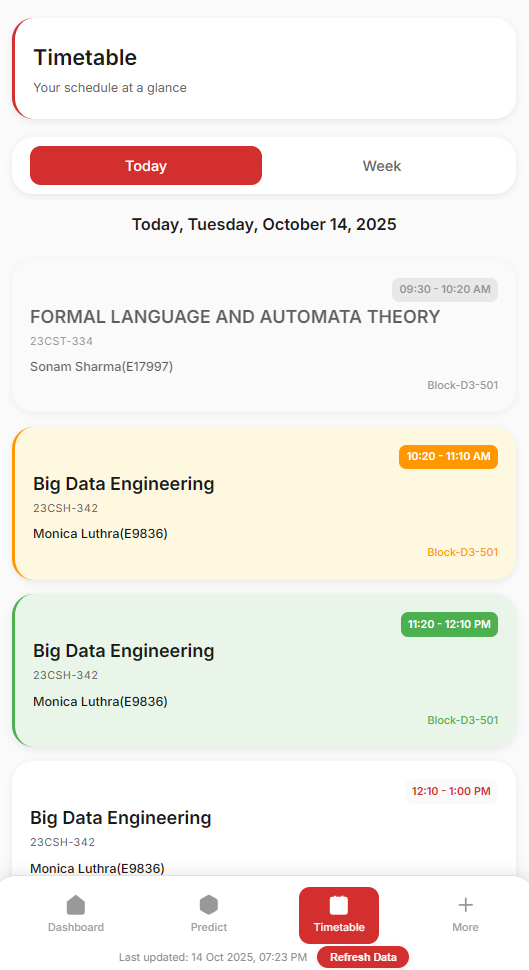 Timetable
Your schedule at a glance
Today
Week
Today, Tuesday, October 14, 2025
09:30 - 10:20 AM
FORMAL LANGUAGE AND AUTOMATA THEORY
23CST-334
Sonam Sharma(E17997)
Block-D3-501
10:20 - 11:10 AM
Big Data Engineering
23CSH-342
Monica Luthra(E9836)
Block-D3-501
11:20 - 12:10 PM
Big Data Engineering
23CSH-342
Monica Luthra(E9836)
Block-D3-501
12:10 - 1:00 PM
Big Data Engineering
23CSH-342
Monica Luthra(E9836)
Dashboard
Predict
Timetable
More
Last updated: 14 Oct 2025, 07:23 PM
Refresh Data